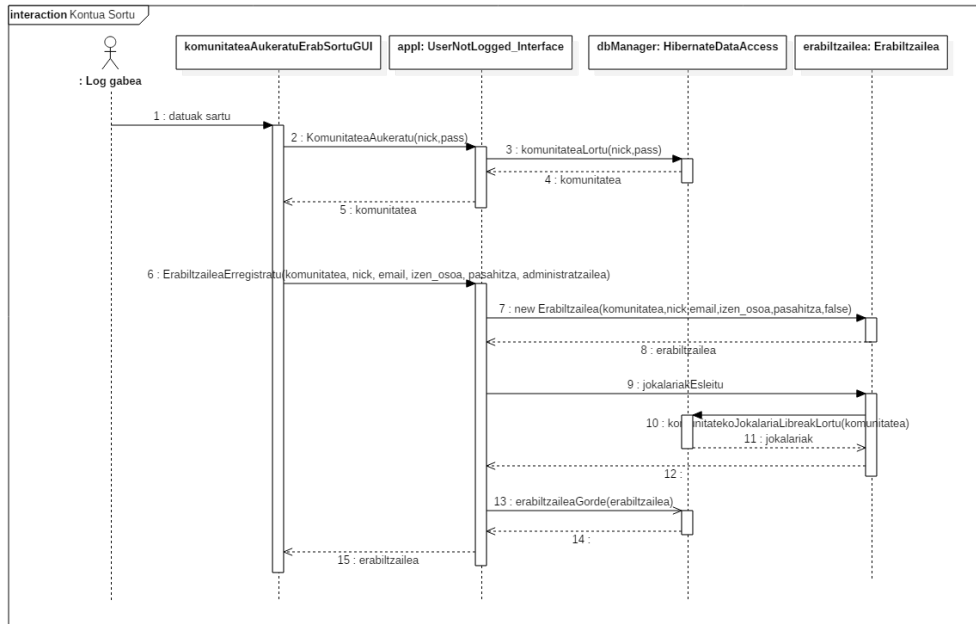 interaction Kontua Sortu
komunitateaAukeratuErabSortuGUI
appl: UserNotLogged_Interface
dbManager: HibernateDataAccess
erabiltzailea: Erabiltzailea
: Log gabea
1 : datuak sartu
2 : KomunitateaAukeratu(nick,pass)
3 : komunitateaLortu(nick,pass)
4 : komunitatea
5 : komunitatea
6 : ErabiltzaileaErregistratu(komunitatea, nick, email, izen_osoa, pasahitza, administratzailea)
7 : new Erabiltzailea(komunitatea,nick,email,izen_osoa,pasahitza,false)
8 : erabiltzailea
9 : jokalariakEsleitu
10 : komunitatekoJokalariaLibreakLortu(komunitatea)
11 : jokalariak
12 :
13 : erabiltzaileaGorde(erabiltzailea)
14 :
15 : erabiltzailea